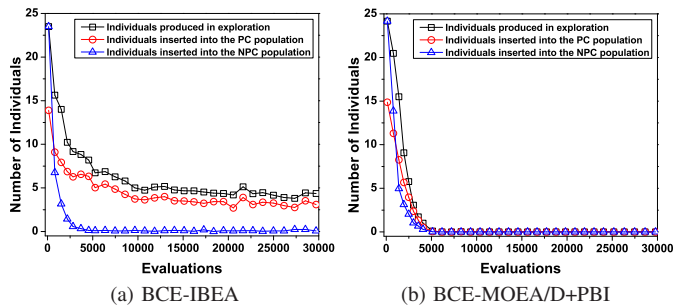 25
20
15
10
5
0
Number of Individuals
Individuals produced in exploration
Individuals inserted into the PC population
Individuals inserted into the NPC population
0 5000 10000 15000 20000 25000 30000
Evaluations
(a) BCE-IBEA
25
20
15
10
5
0
Number of Individuals
Individuals produced in exploration
Individuals inserted into the PC population
Individuals inserted into the NPC population
0 5000 10000 15000 20000 25000 30000
Evaluations
(b) BCE-MOEA/D+PBI